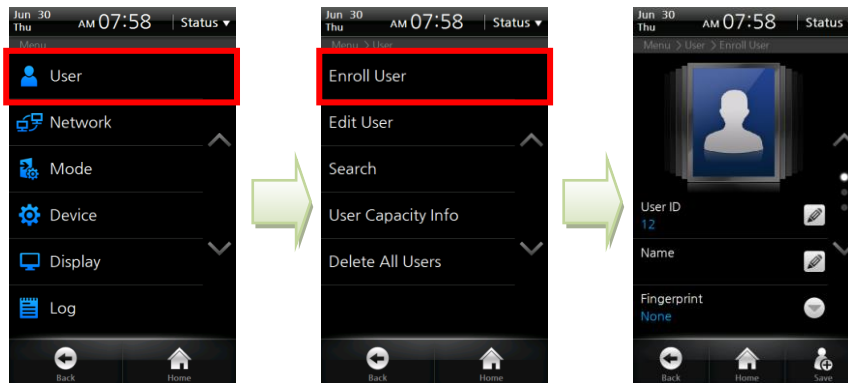 Jun 30
Thu
AM 07:58
Status
Menu
User
Network
Mode
Device
Display
Log
Back
Home
Jun 30
Thu
AM 07:58
Status
Menu > User
Enroll User
Edit User
Search
User Capacity Info
Delete All Users
Back
Home
Jun 30
Thu
AM 07:58
Status
Menu > User > Enroll User
User ID
12
Name
Fingerprint
None
Back
Home
Save